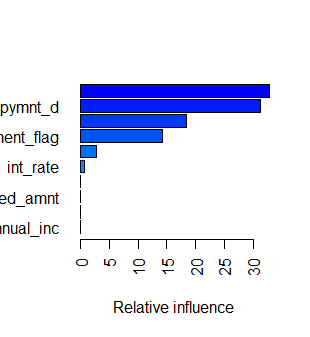 pymnt_d
ment_flag
int_rate
ed_amnt
nual_inc
0 5 10 15 20 25 30
Relative influence